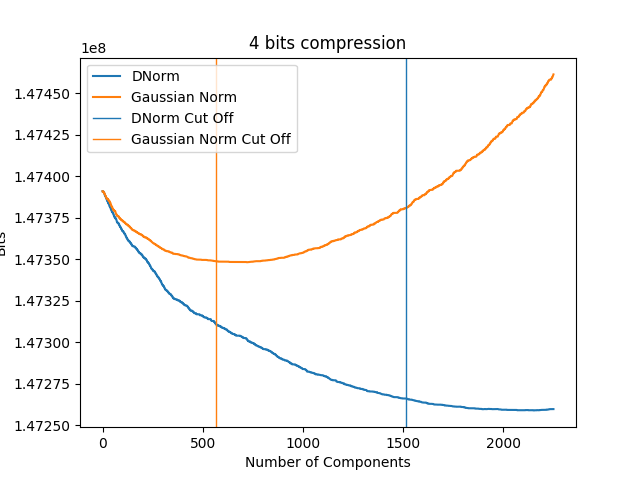 4 bits compression
1e8
DNorm
Gaussian Norm
DNorm Cut Off
Gaussian Norm Cut Off
1.47450
1.47425
1.47400
1.47375
1.47350
1.47325
1.47300
1.47275
1.47250
Bits
0 500 1000 1500 2000
Number of Components